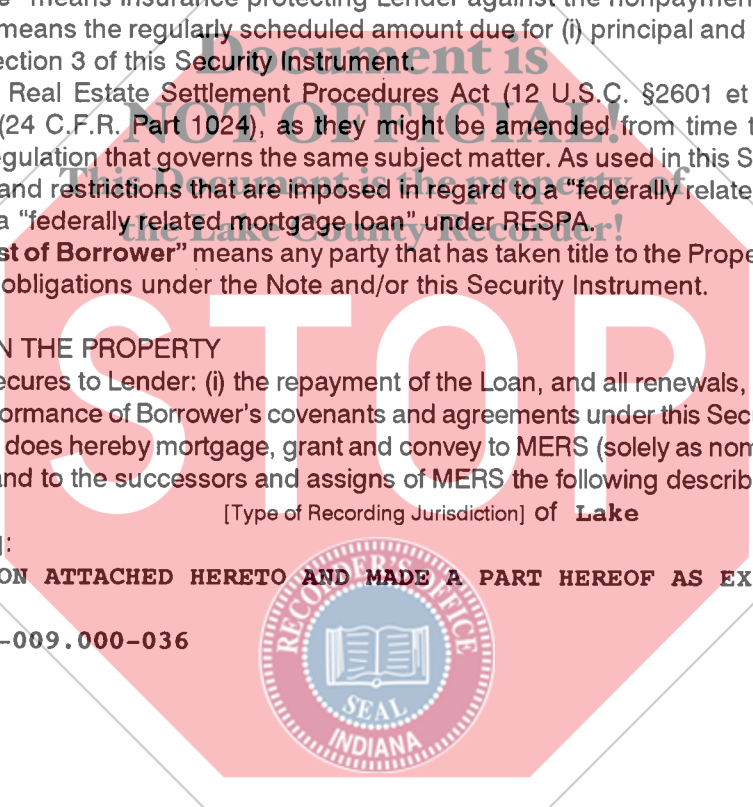 e” means insurance protecting Lender against the nonpayment
means the regularly scheduled amount due for (i) principal and
ection 3 of this Security Instrument.
Document is
Real Estate Settlement Procedures Act (12 U.S.C. §2601 et
NOT OFFICIAL!
(24 C.F.R. Part 1024), as they might be amended from time t
egulation that governs the same subject matter. As used in this S
This Document is the property of
and restrictions that are imposed in regard to a “federally relate
a “federally related mortgage loan” under RESPA.
the Lake County Recorder!
st of Borrower” means any party that has taken title to the Prope
obligations under the Note and/or this Security Instrument.
STOP
N THE PROPERTY
ecures to Lender: (i) the repayment of the Loan, and all renewals,
ormance of Borrower’s covenants and agreements under this Sec
does hereby mortgage, grant and convey to MERS (solely as nom
and to the successors and assigns of MERS the following describ
[Type of Recording Jurisdiction] of Lake
]:
ON ATTACHED HERETO AND MADE A PART HEREOF AS EX
-009.000-036
RECORDER'S OFFICE
SEAL
INDIANA